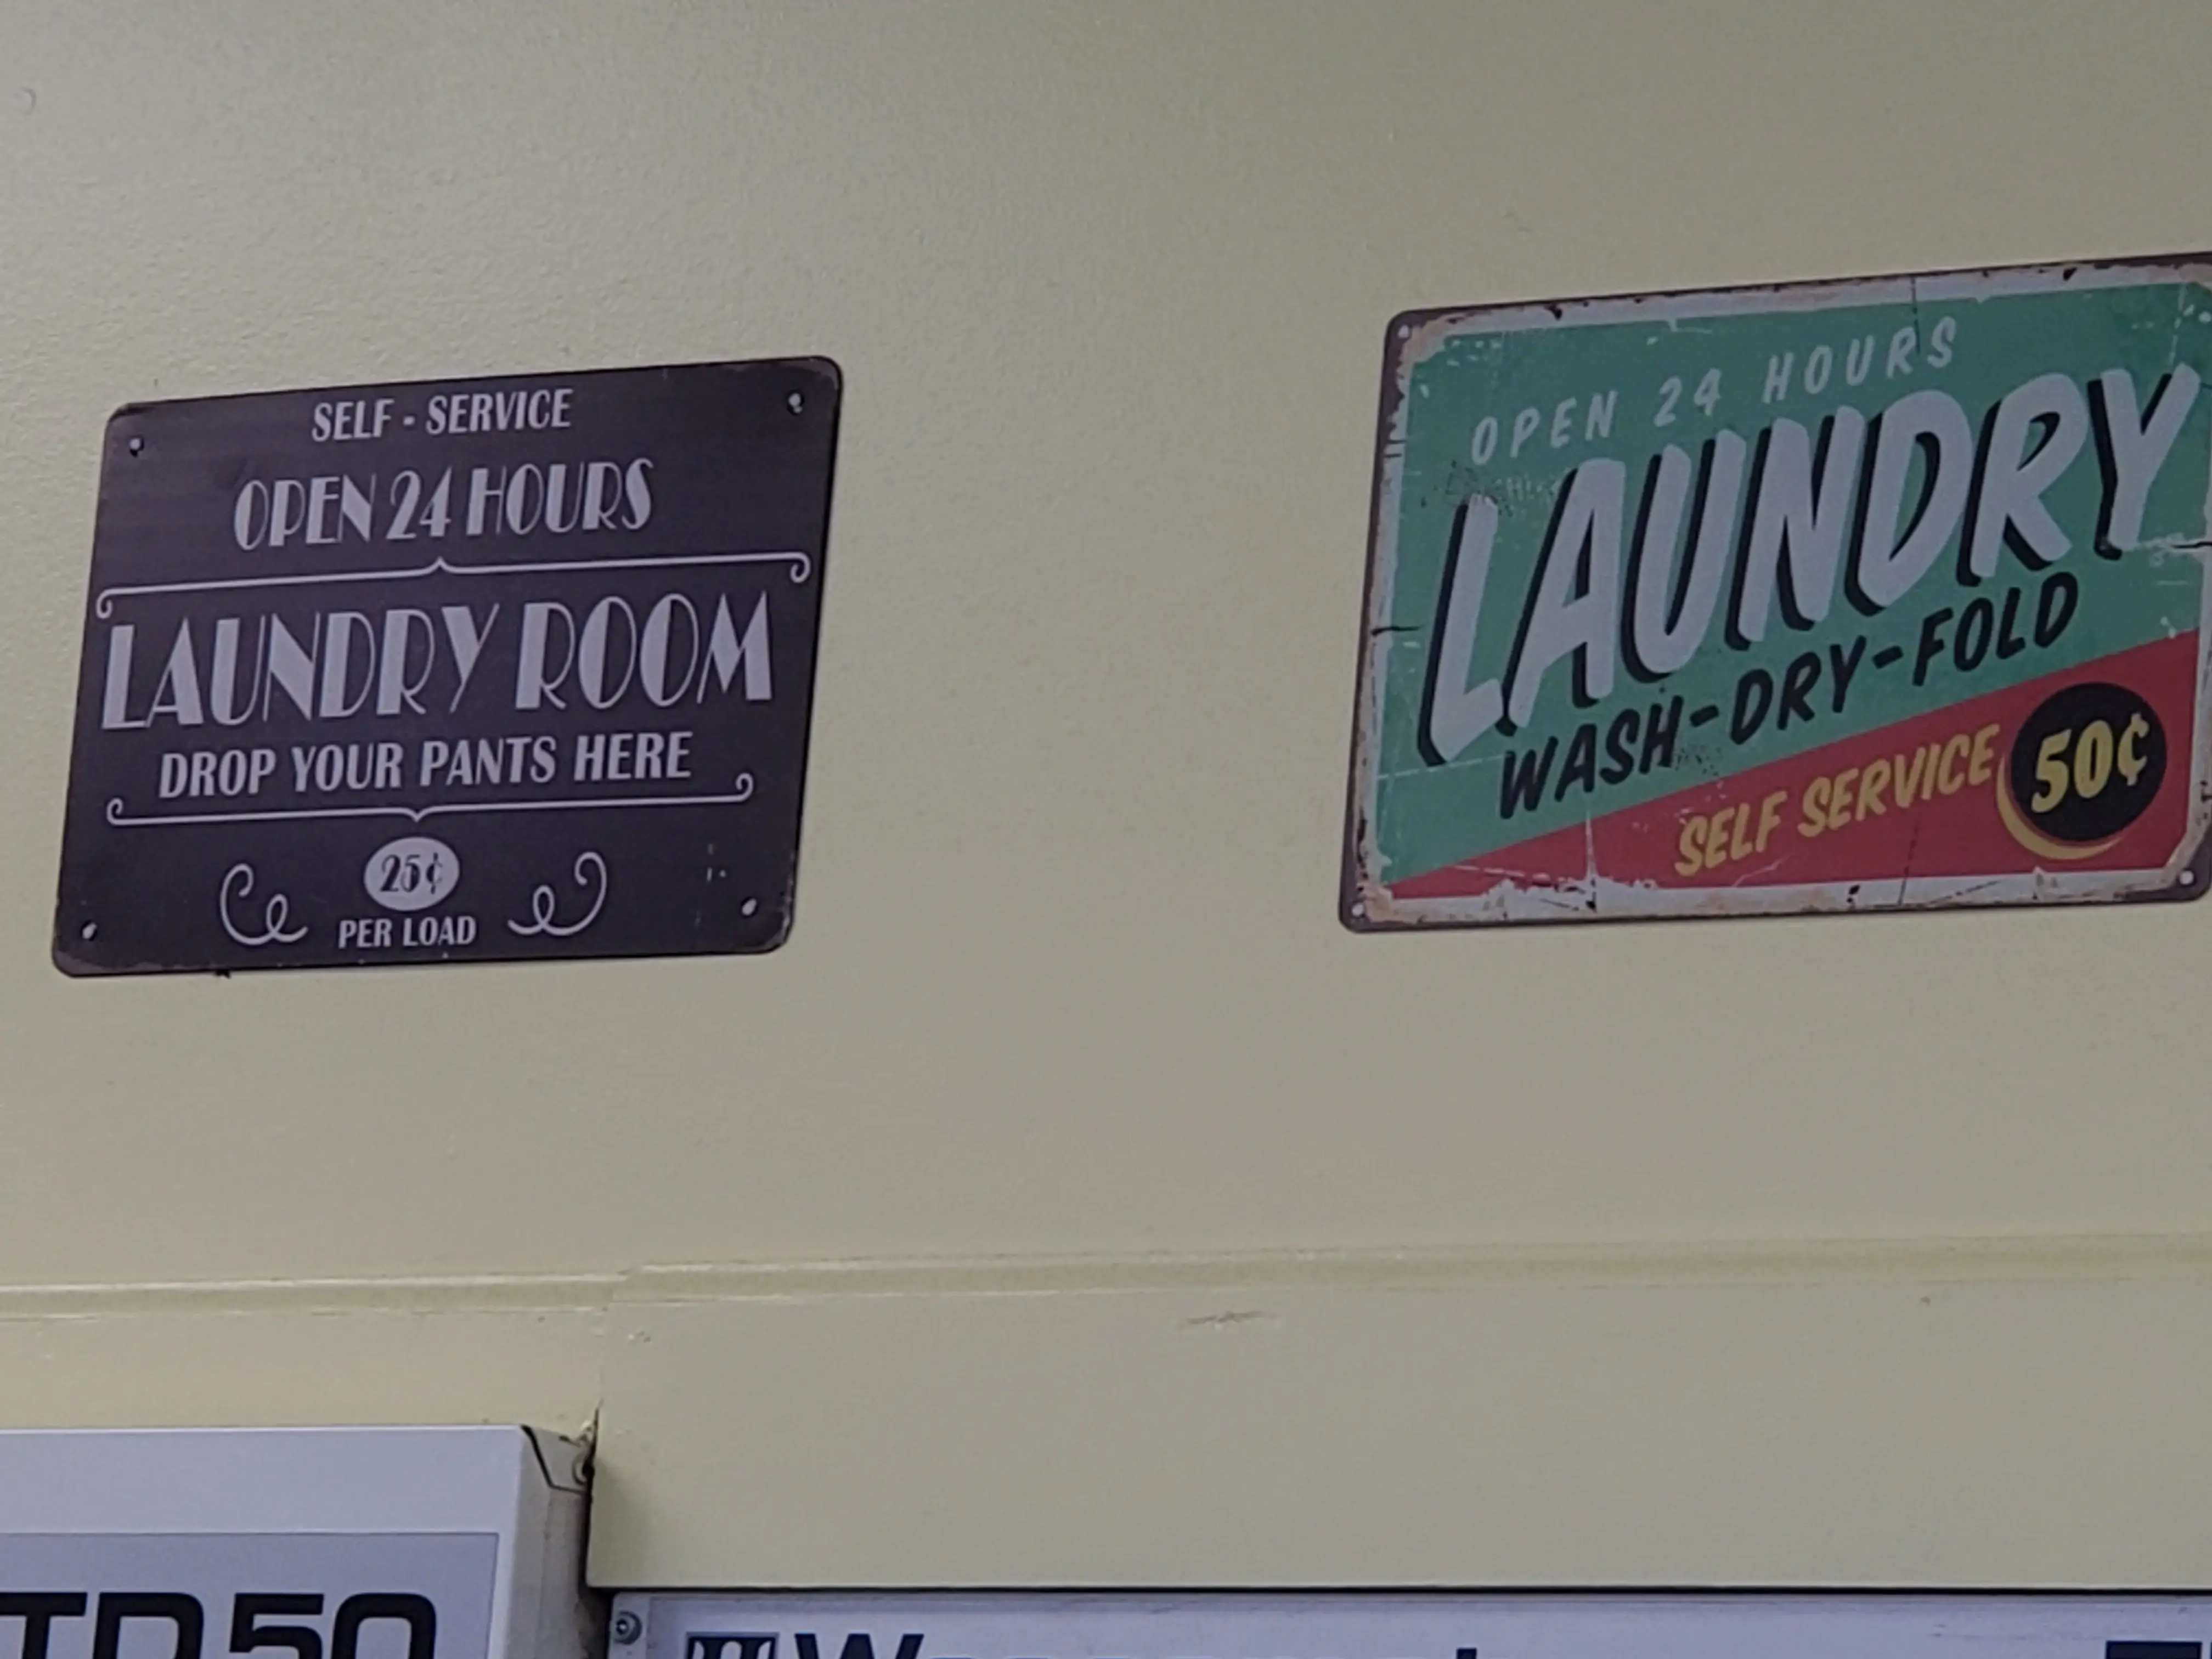 SELF - SERVICE
OPEN 24 HOURS
LAUNDRY ROOM
DROP YOUR PANTS HERE
25¢
PER LOAD
OPEN 24 HOURS
LAUNDRY
WASH-DRY-FOLD
SELF SERVICE 50¢
TD50